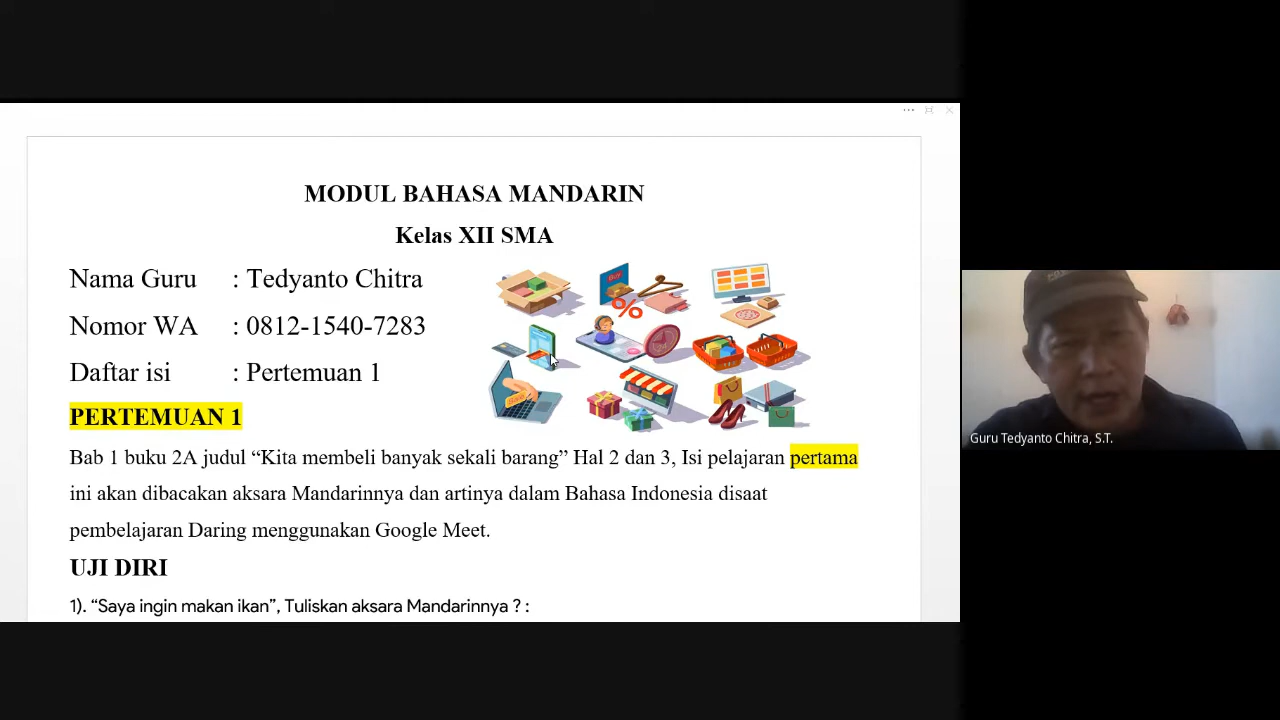 MODUL BAHASA MANDARIN
Kelas XII SMA
Nama Guru : Tedyanto Chitra
Nomor WA : 0812-1540-7283
Daftar isi : Pertemuan 1
PERTEMUAN 1
Bab 1 buku 2A judul “Kita membeli banyak sekali barang” Hal 2 dan 3, Isi pelajaran pertama
ini akan dibacakan aksara Mandarinnya dan artinya dalam Bahasa Indonesia disaat
pembelajaran Daring menggunakan Google Meet.
UJI DIRI
1). “Saya ingin makan ikan”, Tuliskan aksara Mandarinnya ? :
Guru Tedyanto Chitra, S.T.